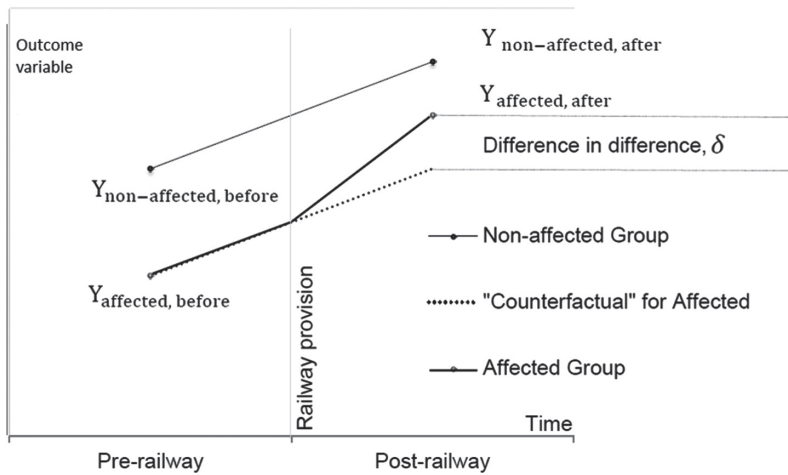 Outcome
variable
Y non−affected, after
Y affected, after
Difference in difference, δ
Y non−affected, before
Non-affected Group
Y affected, before
"Counterfactual" for Affected
Affected Group
Railway provision
Time
Pre-railway
Post-railway